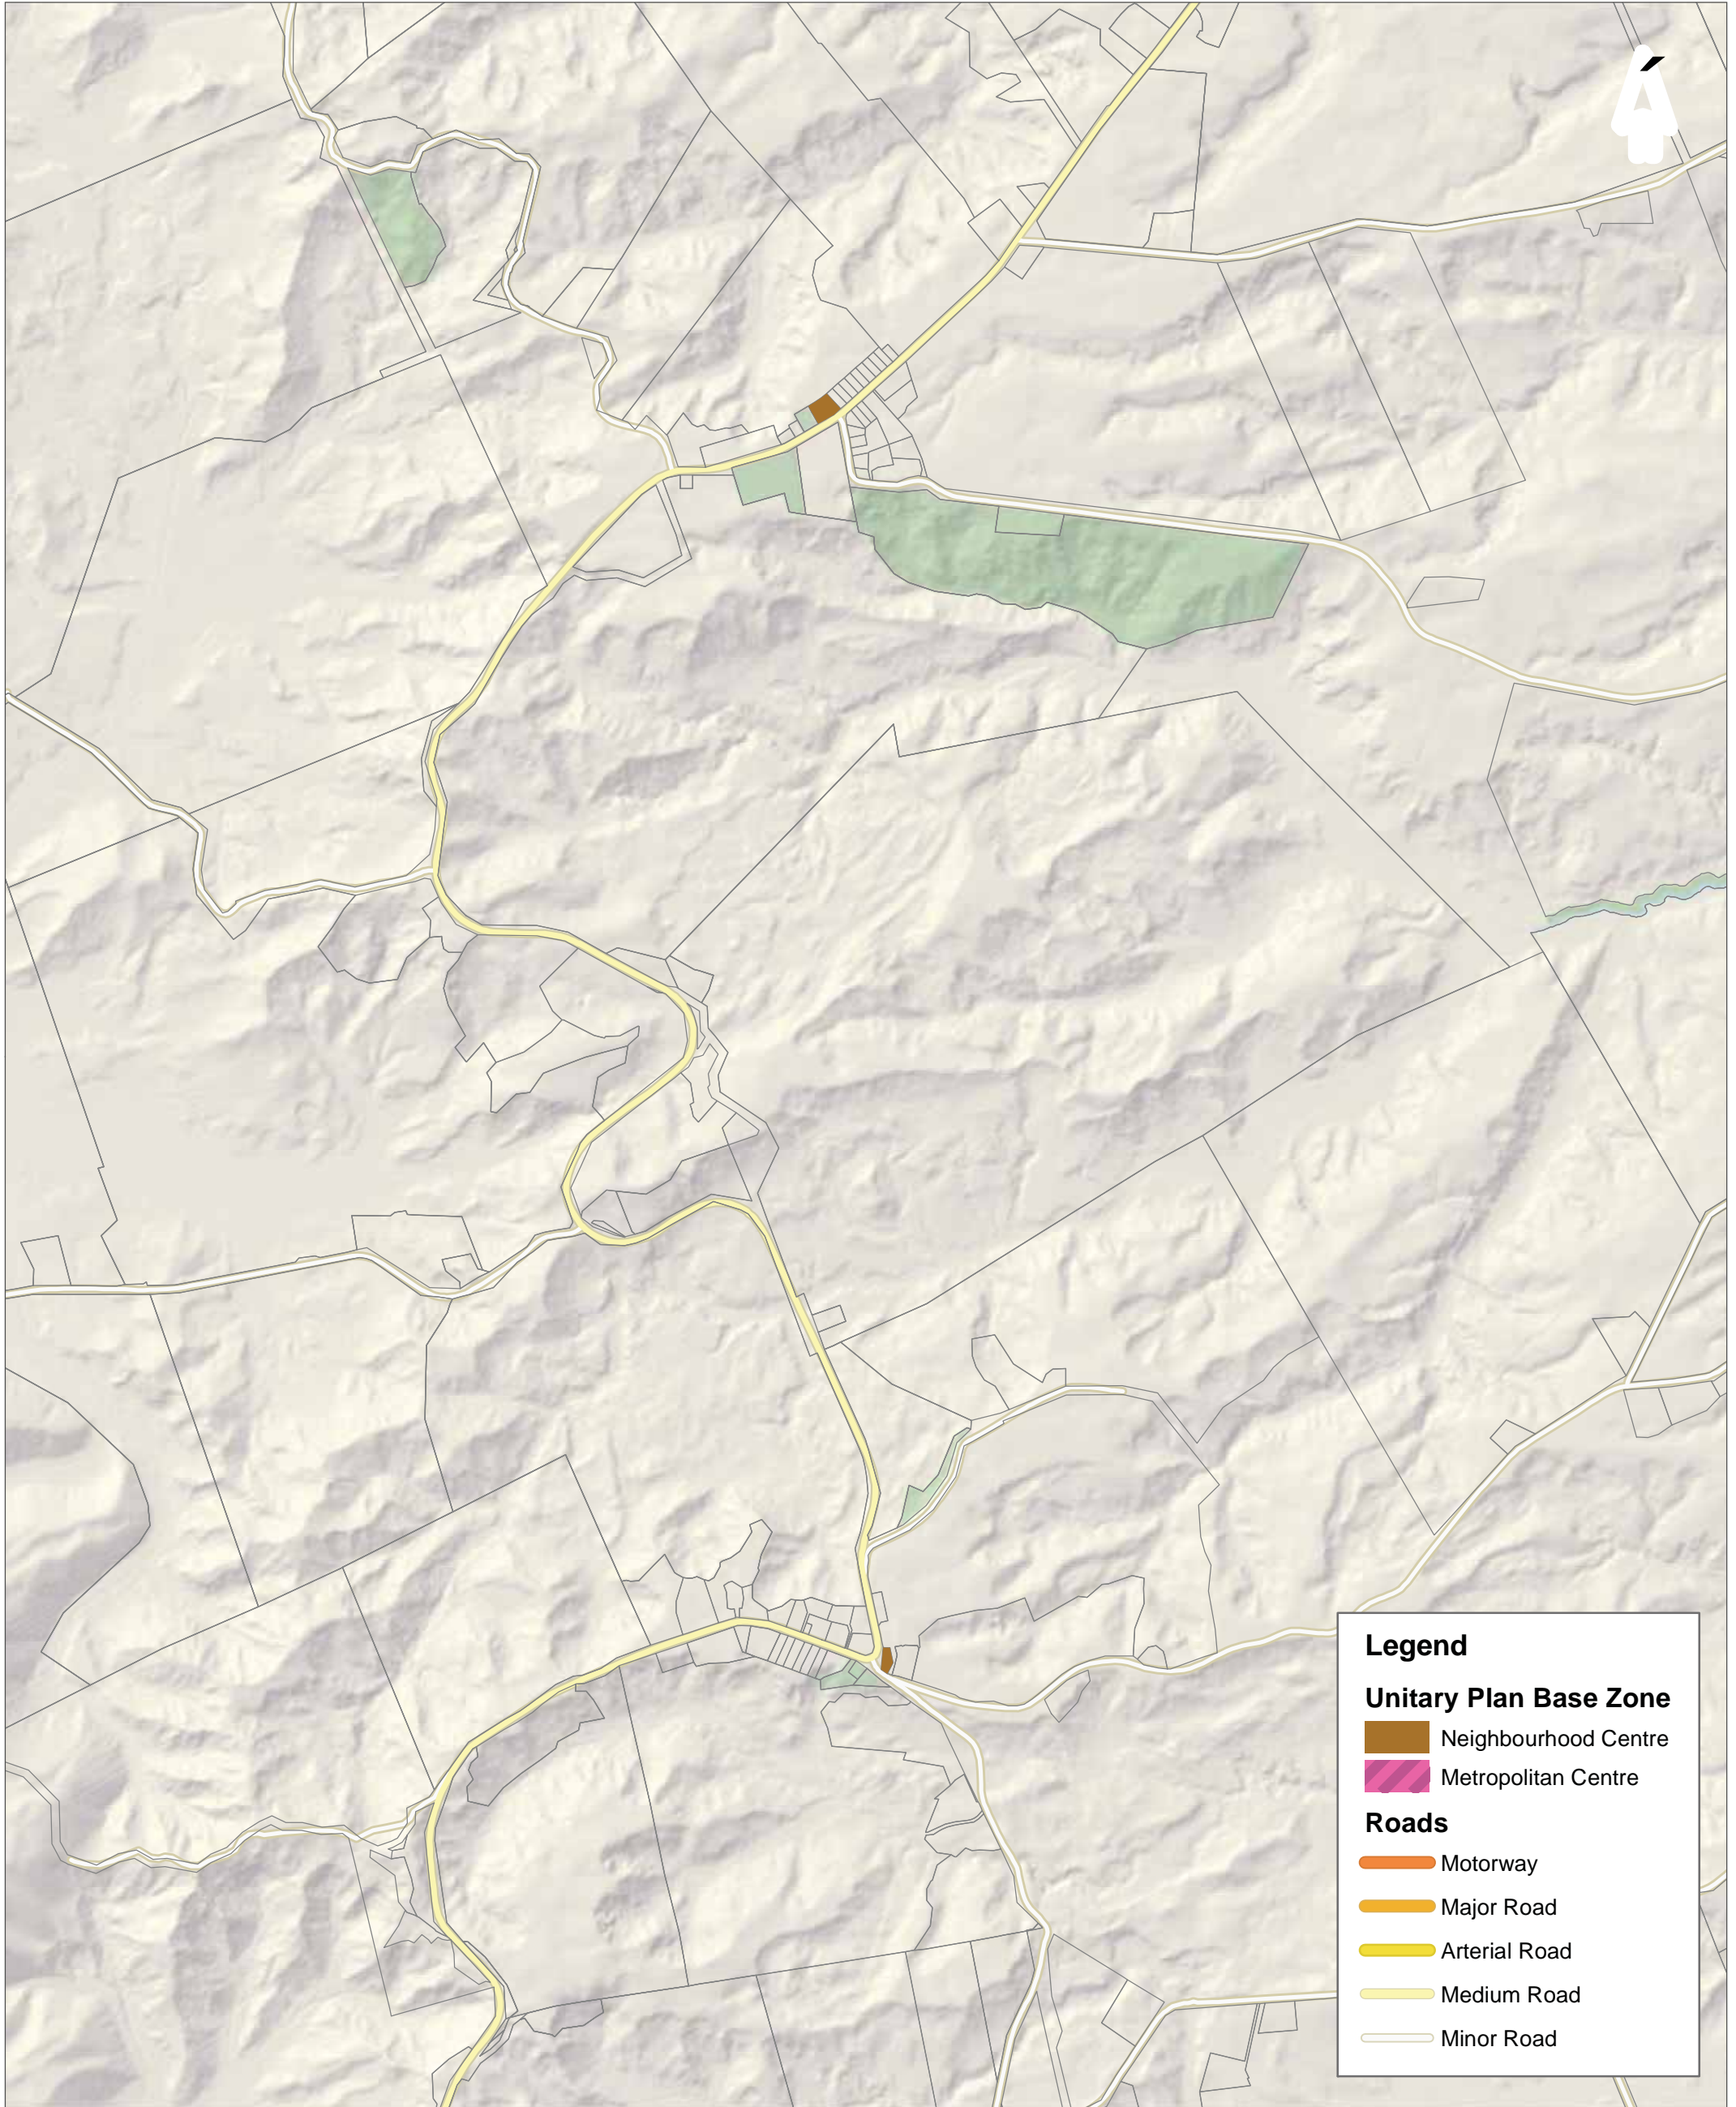 Legend
Unitary Plan Base Zone
Neighbourhood Centre
Metropolitan Centre
Roads
Motorway
Major Road
Arterial Road
Medium Road
Minor Road